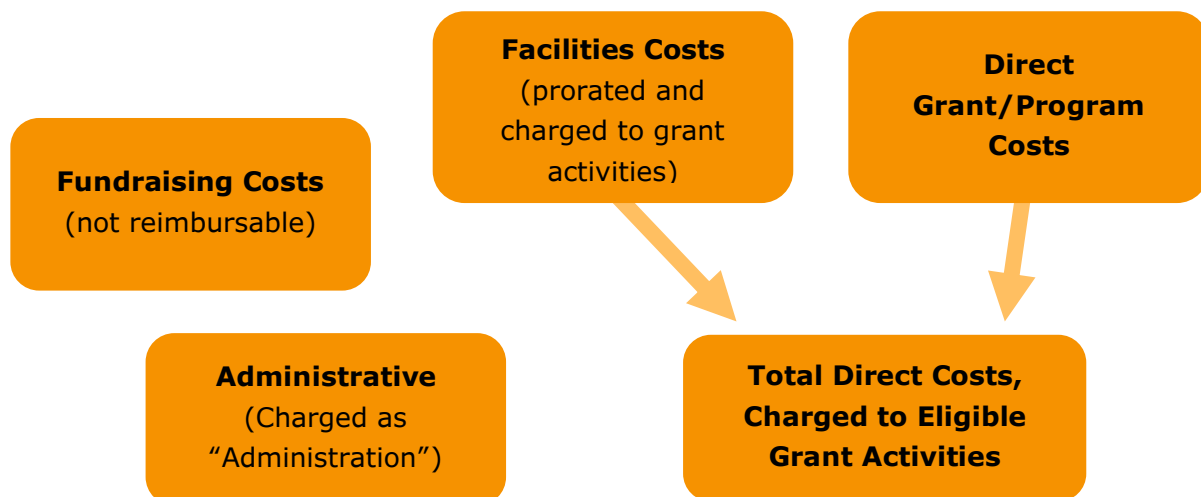 Facilities Costs
(prorated and
charged to grant
activities)
Direct
Grant/Program
Costs
Fundraising Costs
(not reimbursable)
Administrative
(Charged as
“Administration”)
Total Direct Costs,
Charged to Eligible
Grant Activities